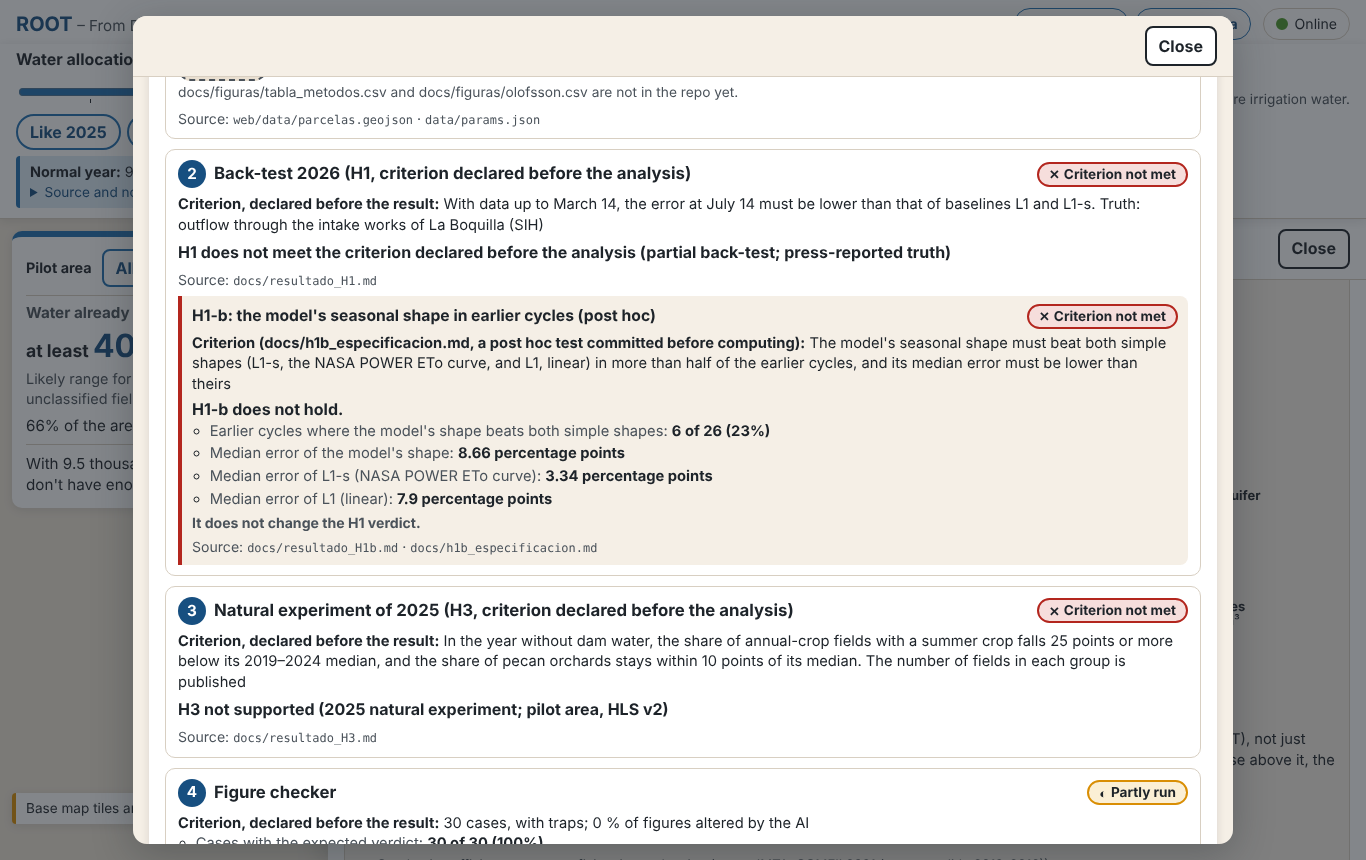 ROOT – From
Online
Water allocatio
re irrigation water.
Like 2025
Normal year: 9
Source and no
Close
Pilot area
Water already
at least 40
Likely range for
unclassified fiel
66% of the are
With 9.5 thousa
don't have eno
Base map tiles a
Close
uifer
T), not just
se above it, the
docs/figuras/tabla_metodos.csv and docs/figuras/olofsson.csv are not in the repo yet.
Source: web/data/parcelas.geojson · data/params.json
2 Back-test 2026 (H1, criterion declared before the analysis) ✕ Criterion not met
Criterion, declared before the result: With data up to March 14, the error at July 14 must be lower than that of baselines L1 and L1-s. Truth:
outflow through the intake works of La Boquilla (SIH)
H1 does not meet the criterion declared before the analysis (partial back-test; press-reported truth)
Source: docs/resultado_H1.md
H1-b: the model's seasonal shape in earlier cycles (post hoc) ✕ Criterion not met
Criterion (docs/h1b_especificacion.md, a post hoc test committed before computing): The model's seasonal shape must beat both simple
shapes (L1-s, the NASA POWER ETo curve, and L1, linear) in more than half of the earlier cycles, and its median error must be lower than
theirs
H1-b does not hold.
Earlier cycles where the model's shape beats both simple shapes: 6 of 26 (23%)
Median error of the model's shape: 8.66 percentage points
Median error of L1-s (NASA POWER ETo curve): 3.34 percentage points
Median error of L1 (linear): 7.9 percentage points
It does not change the H1 verdict.
Source: docs/resultado_H1b.md · docs/h1b_especificacion.md
3 Natural experiment of 2025 (H3, criterion declared before the analysis) ✕ Criterion not met
Criterion, declared before the result: In the year without dam water, the share of annual-crop fields with a summer crop falls 25 points or more
below its 2019–2024 median, and the share of pecan orchards stays within 10 points of its median. The number of fields in each group is
published
H3 not supported (2025 natural experiment; pilot area, HLS v2)
Source: docs/resultado_H3.md
4 Figure checker Partly run
Criterion, declared before the result: 30 cases, with traps; 0 % of figures altered by the AI
Cases with the expected verdict: 30 of 30 (100%)